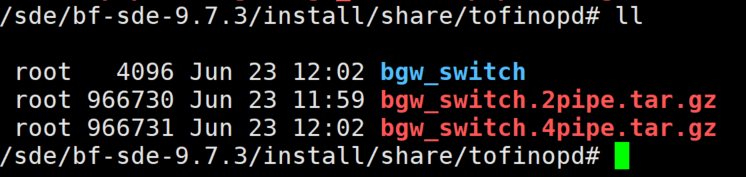 /sde/bf-sde-9.7.3/install/share/tofinopd# ll
root 4096 Jun 23 12:02 bgw_switch
root 966730 Jun 23 11:59 bgw_switch.2pipe.tar.gz
root 966731 Jun 23 12:02 bgw_switch.4pipe.tar.gz
/sde/bf-sde-9.7.3/install/share/tofinopd#